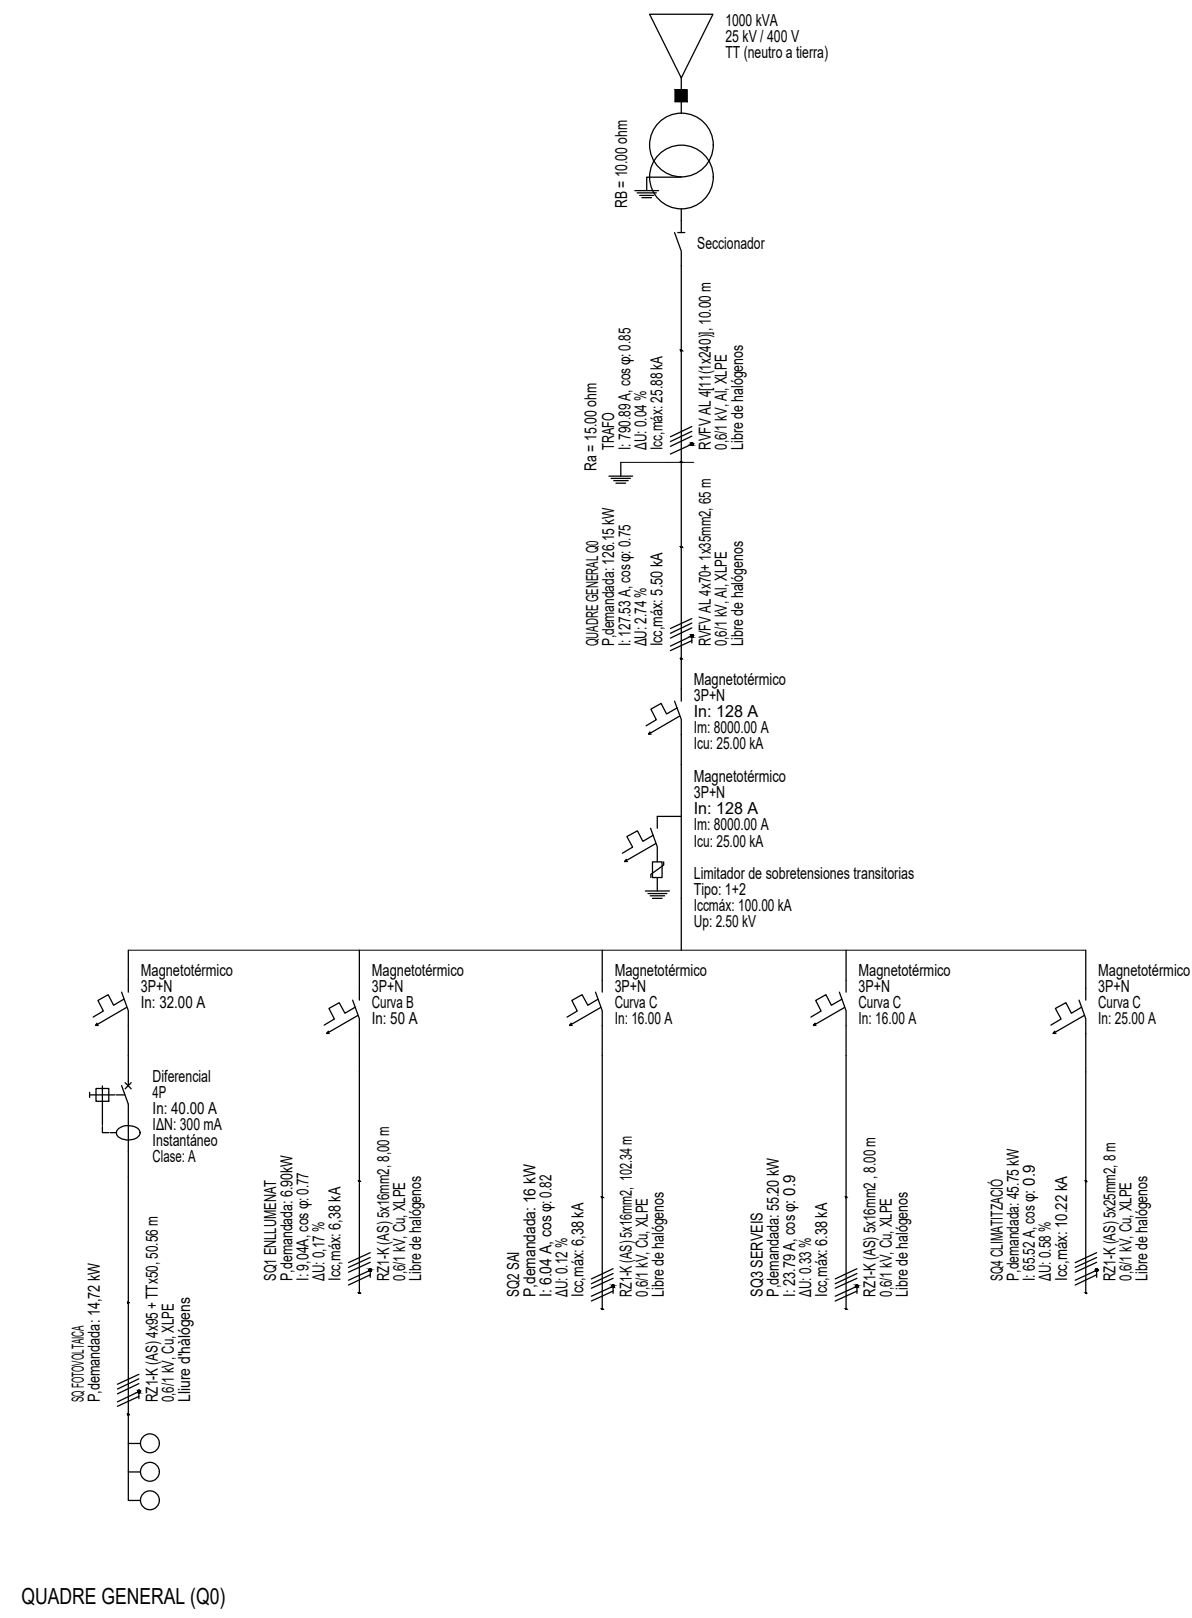 1000 kVA
25 kV / 400 V
TT (neutro a tierra)
RB = 10.00 ohm
Seccionador
Ra = 15.00 ohm
TRAFO
I: 790.89 A, cos φ: 0.85
ΔU: 0.04 %
Icc,máx: 25.88 kA
RVFV AL 4[11(1x240)], 10.00 m
0,6/1 kV, Al, XLPE
Libre de halógenos
QUADRE GENERAL Q0
P,demandada: 126.15 kW
I: 127.53 A, cos φ: 0.75
ΔU: 2.74 %
Icc,máx: 5.50 kA
RVFV AL 4x70+ 1x35mm2, 65 m
0,6/1 kV, Al, XLPE
Libre de halógenos
Magnetotérmico
3P+N
In: 128 A
Im: 8000.00 A
Icu: 25.00 kA
Magnetotérmico
3P+N
In: 128 A
Im: 8000.00 A
Icu: 25.00 kA
Limitador de sobretensiones transitorias
Tipo: 1+2
Iccmáx: 100.00 kA
Up: 2.50 kV
Magnetotérmico
3P+N
In: 32.00 A
Diferencial
4P
In: 40.00 A
IΔN: 300 mA
Instantáneo
Clase: A
SQ FOTOVOLTAICA
P,demandada: 14,72 kW
RZ1-K (AS) 4x95 + TTx50, 50.56 m
0,6/1 kV, Cu, XLPE
Lliure d'hàlógens
Magnetotérmico
3P+N
Curva B
In: 50 A
SQ1 ENLLUMENAT
P,demandada: 6.90kW
I: 9,04A, cos φ: 0.77
ΔU: 0,17 %
Icc,máx: 6,38 kA
RZ1-K (AS) 5x16mm2, 8,00 m
0,6/1 kV, Cu, XLPE
Libre de halógenos
Magnetotérmico
3P+N
Curva C
In: 16.00 A
SQ2 SAI
P,demandada: 16 kW
I: 6.04 A, cos φ: 0.82
ΔU: 0.12 %
Icc,máx: 6,38 kA
RZ1-K (AS) 5x16mm2, 102.34 m
0,6/1 kV, Cu, XLPE
Libre de halógenos
Magnetotérmico
3P+N
Curva C
In: 16.00 A
SQ3 SERVEIS
P,demandada: 55.20 kW
I: 23.79 A, cos φ: 0.9
ΔU: 0.33 %
Icc,máx: 6.38 kA
RZ1-K (AS) 5x16mm2 , 8.00 m
0,6/1 kV, Cu, XLPE
Libre de halógenos
Magnetotérmico
3P+N
Curva C
In: 25.00 A
SQ4 CLIMATITZACIÓ
P,demandada: 45.75 kW
I: 65.52 A, cos φ: 0.9
ΔU: 0.58 %
Icc,máx: 10.22 kA
RZ1-K (AS) 5x25mm2, 8 m
0,6/1 kV, Cu, XLPE
Libre de halógenos
QUADRE GENERAL (Q0)